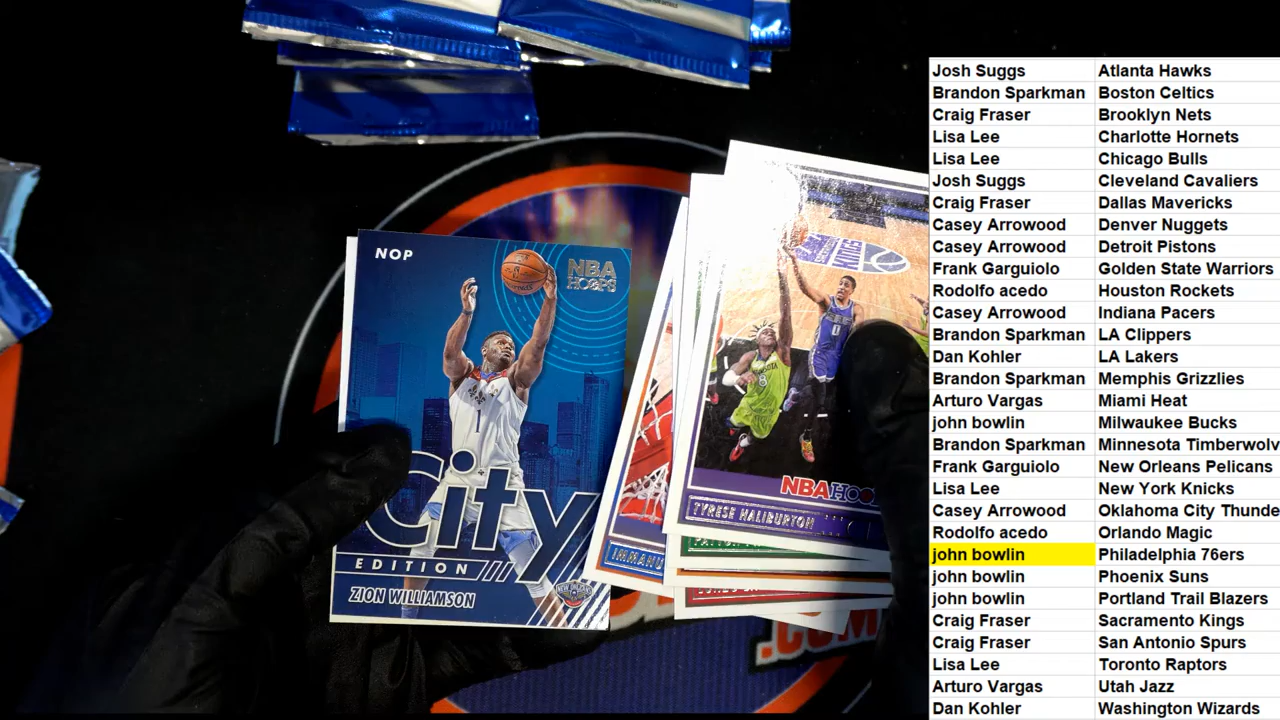 NOP
NBA
HOOPS
1
City
EDITION
ZION WILLIAMSON
KINGS
0
8
NBA HOO
TYRESE HALIBURTON
IMMANU
.COM
Josh Suggs Atlanta Hawks
Brandon Sparkman Boston Celtics
Craig Fraser Brooklyn Nets
Lisa Lee Charlotte Hornets
Lisa Lee Chicago Bulls
Josh Suggs Cleveland Cavaliers
Craig Fraser Dallas Mavericks
Casey Arrowood Denver Nuggets
Casey Arrowood Detroit Pistons
Frank Garguiolo Golden State Warriors
Rodolfo acedo Houston Rockets
Casey Arrowood Indiana Pacers
Brandon Sparkman LA Clippers
Dan Kohler LA Lakers
Brandon Sparkman Memphis Grizzlies
Arturo Vargas Miami Heat
john bowlin Milwaukee Bucks
Brandon Sparkman Minnesota Timberwolv
Frank Garguiolo New Orleans Pelicans
Lisa Lee New York Knicks
Casey Arrowood Oklahoma City Thunde
Rodolfo acedo Orlando Magic
john bowlin Philadelphia 76ers
john bowlin Phoenix Suns
john bowlin Portland Trail Blazers
Craig Fraser Sacramento Kings
Craig Fraser San Antonio Spurs
Lisa Lee Toronto Raptors
Arturo Vargas Utah Jazz
Dan Kohler Washington Wizards